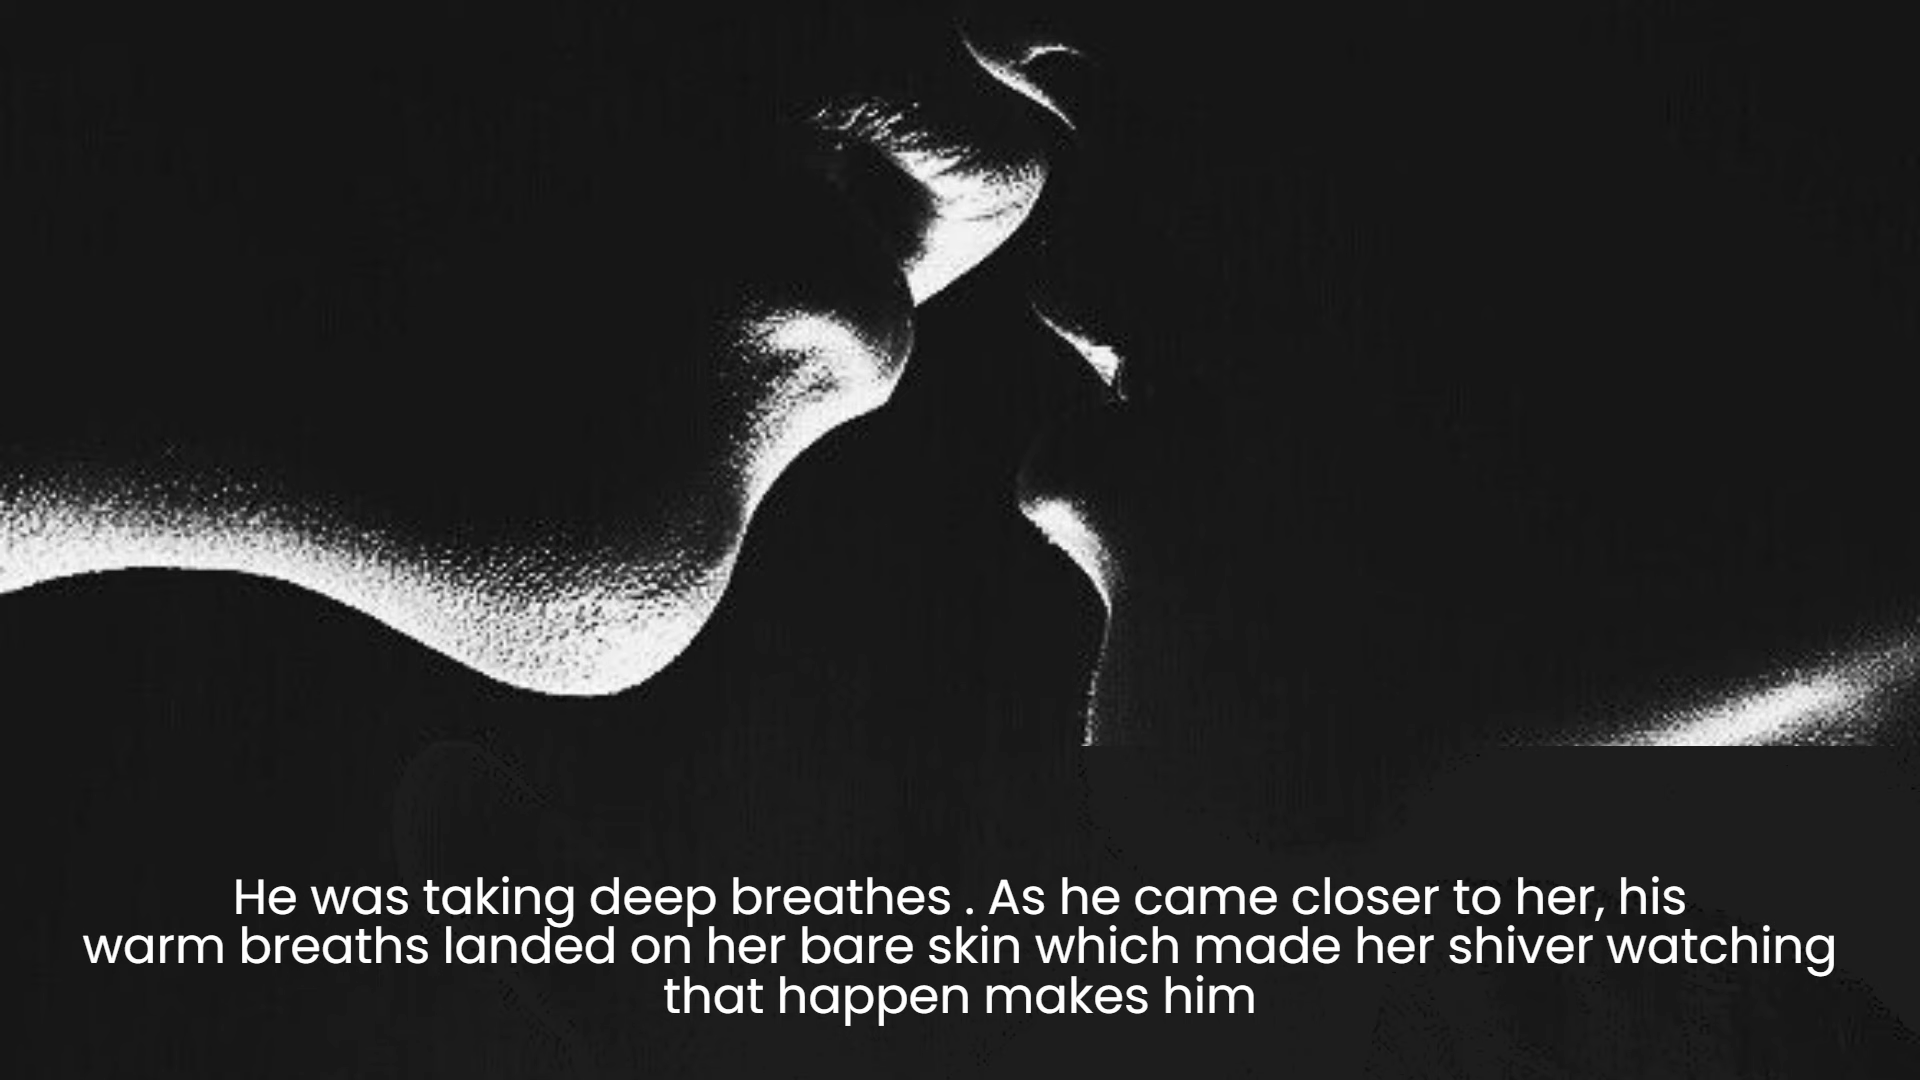 He was taking deep breathes . As he came closer to her, his
warm breaths landed on her bare skin which made her shiver watching
that happen makes him